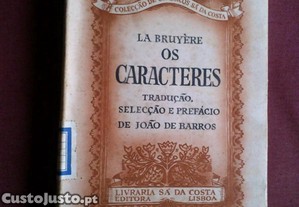 COLECÇÃO DE CLÁSSICOS SÁ DA COSTA
LA BRUYÈRE
OS
CARACTERES
TRADUÇÃO,
SELECÇÃO E PREFÁCIO
DE JOÃO DE BARROS
LIVRARIA SÁ DA COSTA
EDITORA LISBOA
CustoJusto.pt